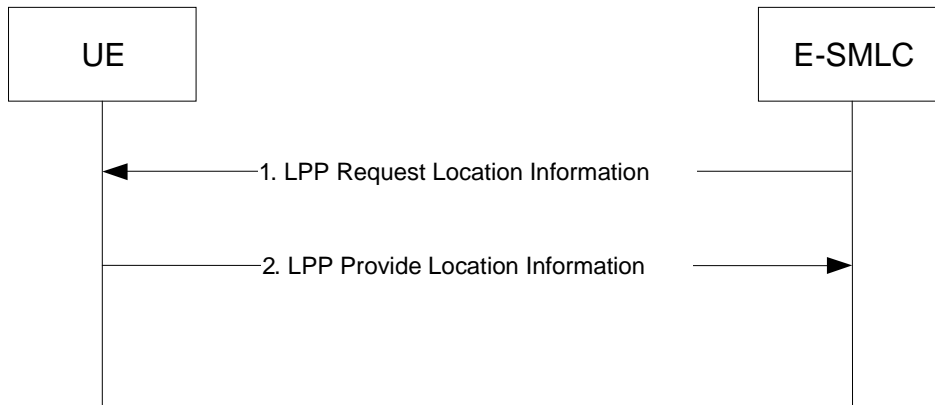 UE
E-SMLC
1. LPP Request Location Information
2. LPP Provide Location Information